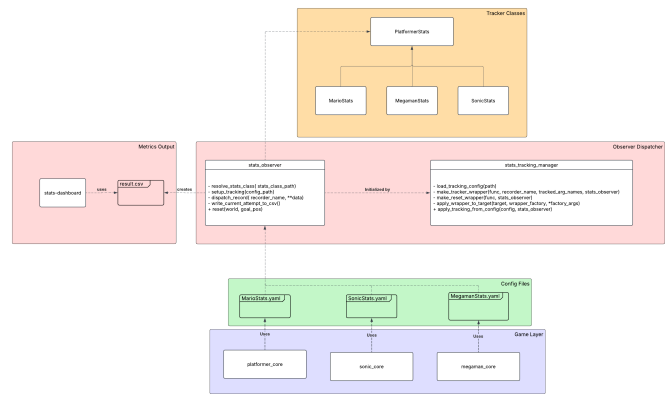 Tracker Classes
PlatformerStats
MarioStats
MegamanStats
SonicStats
Metrics Output
stats-dashboard
uses
result.csv
creates
Observer Dispatcher
stats_observer
- resolve_stats_class( stats_class_path)
- setup_tracking(config_path)
- dispatch_record( recorder_name, **data)
- write_current_attempt_to_csv()
+ reset(world, goal_pos)
Initialized by
stats_tracking_manager
- load_tracking_config(path)
- make_tracker_wrapper(func, recorder_name, tracked_arg_names, stats_observer)
- make_reset_wrapper(func, stats_observer)
- apply_wrapper_to_target(target, wrapper_factory, *factory_args)
+ apply_tracking_from_config(config, stats_observer)
Config Files
MarioStats.yaml
SonicStats.yaml
MegamanStats.yaml
Uses
Uses
Uses
Game Layer
platformer_core
sonic_core
megaman_core